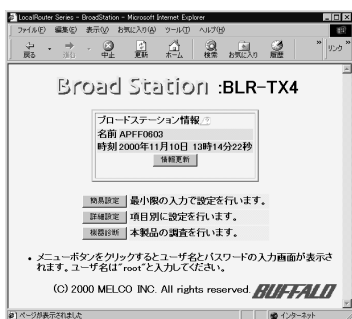 LocalRouter Series - BroadStation - Microsoft Internet Explorer
ファイル(F) 編集(E) 表示(V) お気に入り(A) ツール(T) ヘルプ(H)
戻る 進む 中止 更新 ホーム 検索 お気に入り 履歴 » リンク »
Broad Station :BLR-TX4
ブロードステーション情報
名前 APFF0603
時刻 2000年11月10日 13時14分22秒
情報更新
簡易設定 最小限の入力で設定を行います。
詳細設定 項目別に設定を行います。
機器診断 本製品の調査を行います。
• メニューボタンをクリックするとユーザ名とパスワードの入力画面が表示さ
れます。ユーザ名は"root"と入力してください。
(C) 2000 MELCO INC. All rights reserved. BUFFALO
ページが表示されました インターネット